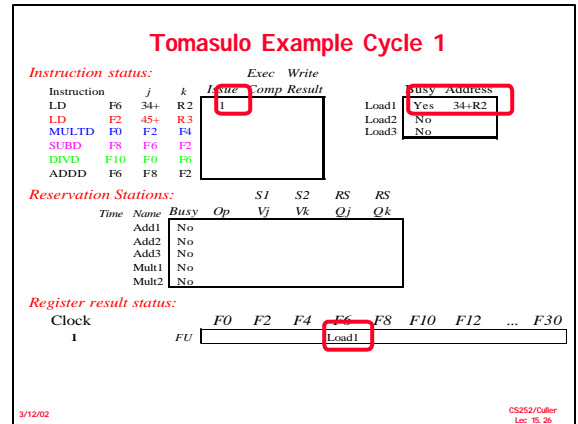 Tomasulo Example Cycle 1
Instruction status: Exec Write
Instruction j k Issue Comp Result Busy Address
LD F6 34+ R2 1 Load1 Yes 34+R2
LD F2 45+ R3 Load2 No
MULTD F0 F2 F4 Load3 No
SUBD F8 F6 F2
DIVD F10 F0 F6
ADDD F6 F8 F2
Reservation Stations: S1 S2 RS RS
Time Name Busy Op Vj Vk Qj Qk
Add1 No
Add2 No
Add3 No
Mult1 No
Mult2 No
Register result status:
Clock F0 F2 F4 F6 F8 F10 F12 ... F30
1 FU Load1
3/12/02
CS252/Culler
Lec 15.26